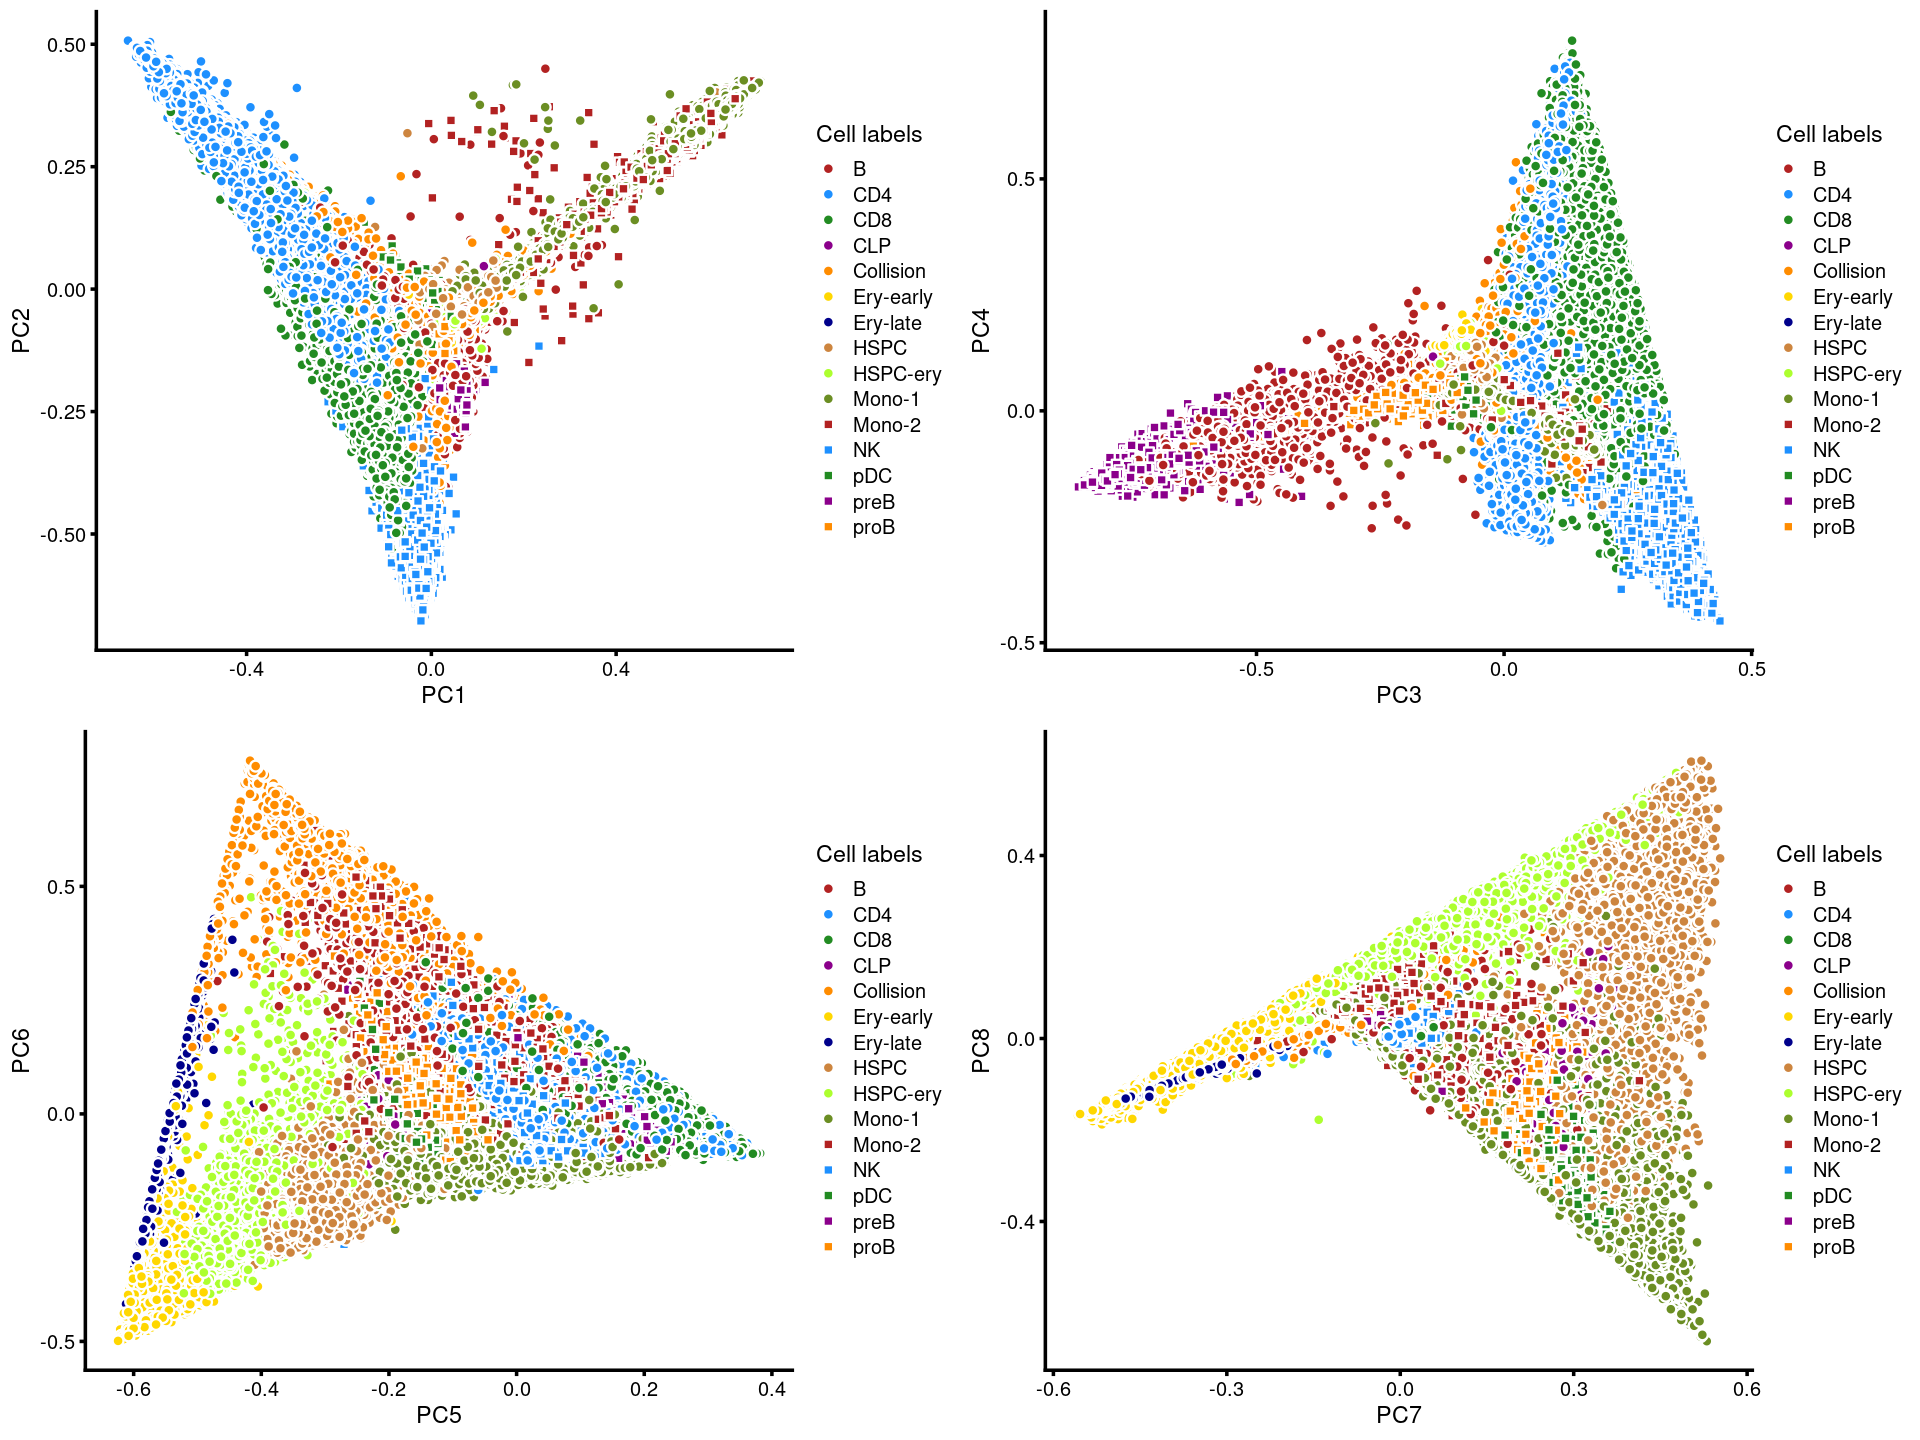 0.50
0.25
0.00
-0.25
-0.50
PC2
-0.4
0.0
0.4
PC1
Cell labels
B
CD4
CD8
CLP
Collision
Ery-early
Ery-late
HSPC
HSPC-ery
Mono-1
Mono-2
NK
pDC
preB
proB
0.5
0.0
-0.5
PC4
-0.5
0.0
0.5
PC3
Cell labels
B
CD4
CD8
CLP
Collision
Ery-early
Ery-late
HSPC
HSPC-ery
Mono-1
Mono-2
NK
pDC
preB
proB
0.5
0.0
-0.5
PC6
-0.6
-0.4
-0.2
0.0
0.2
0.4
PC5
Cell labels
B
CD4
CD8
CLP
Collision
Ery-early
Ery-late
HSPC
HSPC-ery
Mono-1
Mono-2
NK
pDC
preB
proB
0.4
0.0
-0.4
PC8
-0.6
-0.3
0.0
0.3
0.6
PC7
Cell labels
B
CD4
CD8
CLP
Collision
Ery-early
Ery-late
HSPC
HSPC-ery
Mono-1
Mono-2
NK
pDC
preB
proB